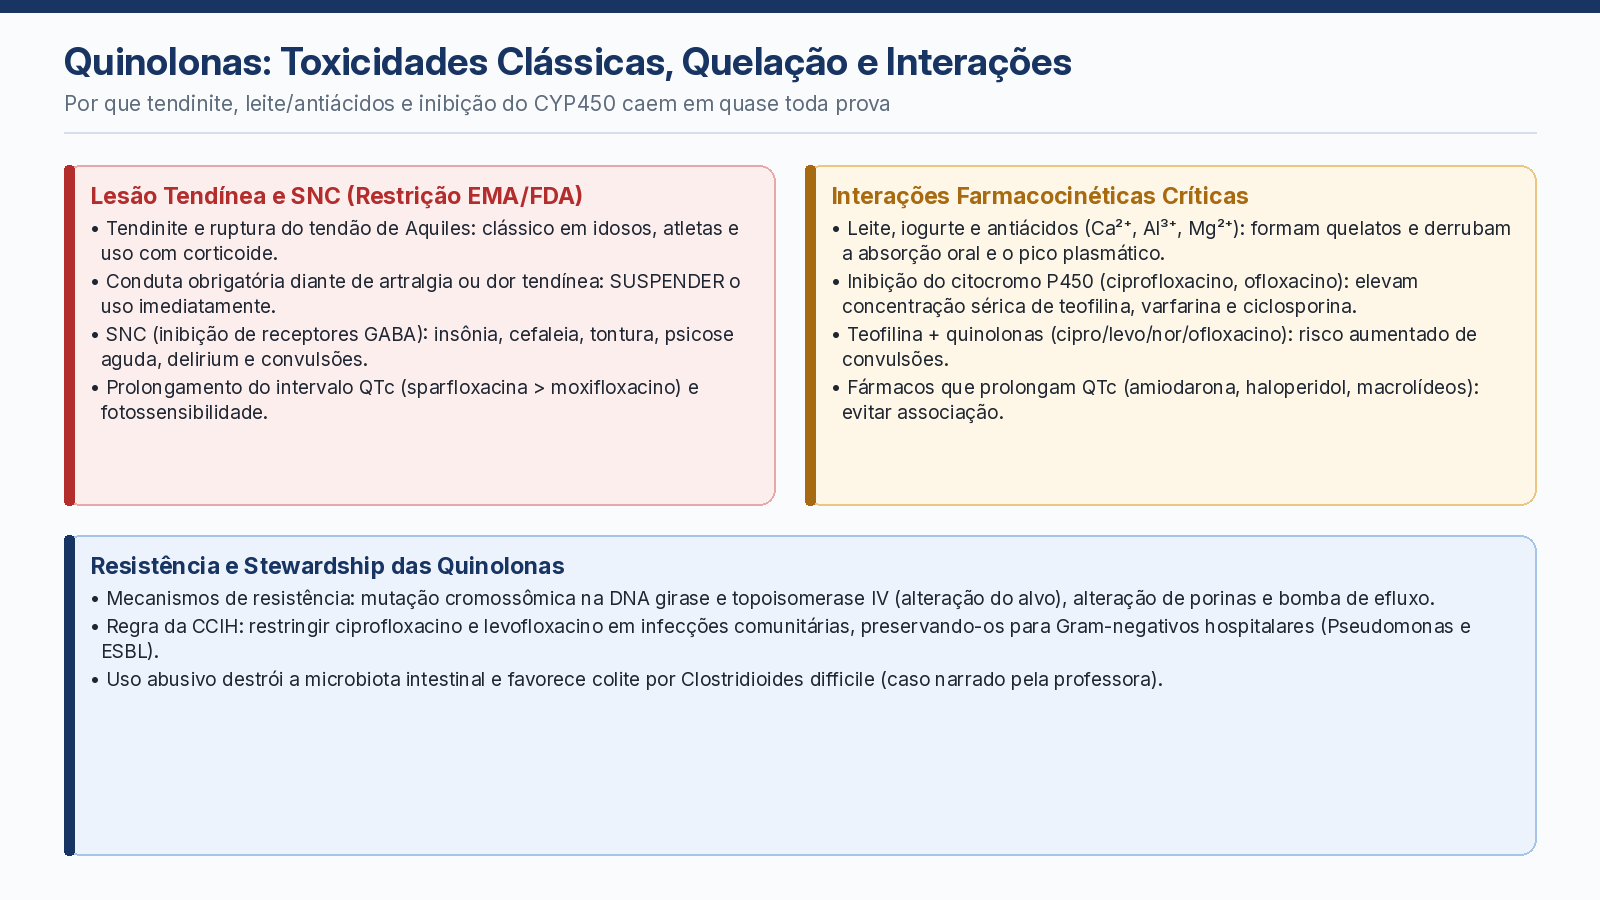 Quinolonas: Toxicidades Clássicas, Quelação e Interações
Por que tendinite, leite/antiácidos e inibição do CYP450 caem em quase toda prova
Lesão Tendínea e SNC (Restrição EMA/FDA)
• Tendinite e ruptura do tendão de Aquiles: clássico em idosos, atletas e
uso com corticoide.
• Conduta obrigatória diante de artralgia ou dor tendínea: SUSPENDER o
uso imediatamente.
• SNC (inibição de receptores GABA): insônia, cefaleia, tontura, psicose
aguda, delirium e convulsões.
• Prolongamento do intervalo QTc (sparfloxacina > moxifloxacino) e
fotossensibilidade.
Interações Farmacocinéticas Críticas
• Leite, iogurte e antiácidos (Ca²⁺, Al³⁺, Mg²⁺): formam quelatos e derrubam
a absorção oral e o pico plasmático.
• Inibição do citocromo P450 (ciprofloxacino, ofloxacino): elevam
concentração sérica de teofilina, varfarina e ciclosporina.
• Teofilina + quinolonas (cipro/levo/nor/ofloxacino): risco aumentado de
convulsões.
• Fármacos que prolongam QTc (amiodarona, haloperidol, macrolídeos):
evitar associação.
Resistência e Stewardship das Quinolonas
• Mecanismos de resistência: mutação cromossômica na DNA girase e topoisomerase IV (alteração do alvo), alteração de porinas e bomba de efluxo.
• Regra da CCIH: restringir ciprofloxacino e levofloxacino em infecções comunitárias, preservando-os para Gram-negativos hospitalares (Pseudomonas e
ESBL).
• Uso abusivo destrói a microbiota intestinal e favorece colite por Clostridioides difficile (caso narrado pela professora).